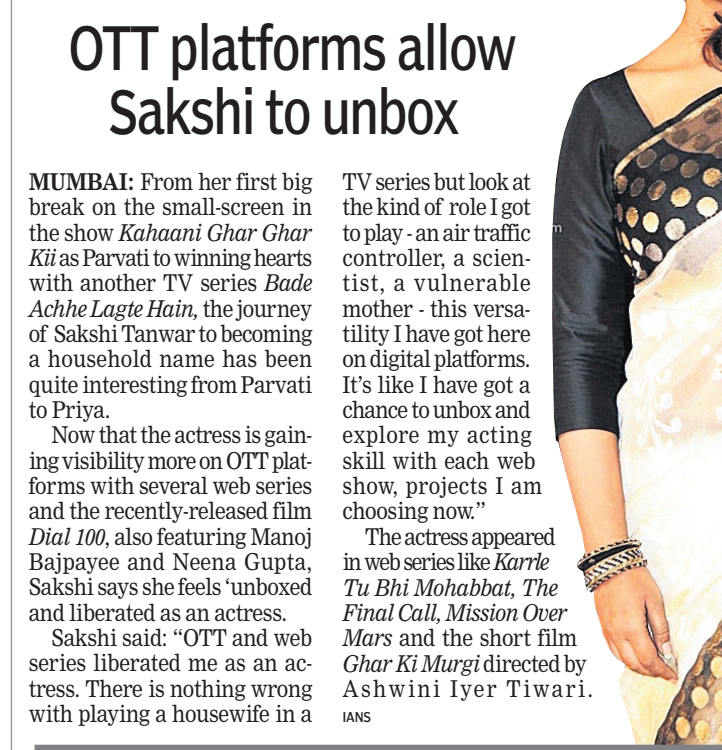 OTT platforms allow
Sakshi to unbox
MUMBAI: From her first big
break on the small-screen in
the show Kahaani Ghar Ghar
Kii as Parvati to winning hearts
with another TV series Bade
Achhe Lagte Hain, the journey
of Sakshi Tanwar to becoming
a household name has been
quite interesting from Parvati
to Priya.
Now that the actress is gain-
ing visibility more on OTT plat-
forms with several web series
and the recently-released film
Dial 100, also featuring Manoj
Bajpayee and Neena Gupta,
Sakshi says she feels ‘unboxed
and liberated as an actress.
Sakshi said: “OTT and web
series liberated me as an ac-
tress. There is nothing wrong
with playing a housewife in a
TV series but look at
the kind of role I got
to play - an air traffic
controller, a scien-
tist, a vulnerable
mother - this versa-
tility I have got here
on digital platforms.
It’s like I have got a
chance to unbox and
explore my acting
skill with each web
show, projects I am
choosing now.”
The actress appeared
in web series like Karrle
Tu Bhi Mohabbat, The
Final Call, Mission Over
Mars and the short film
Ghar Ki Murgi directed by
Ashwini Iyer Tiwari.
IANS